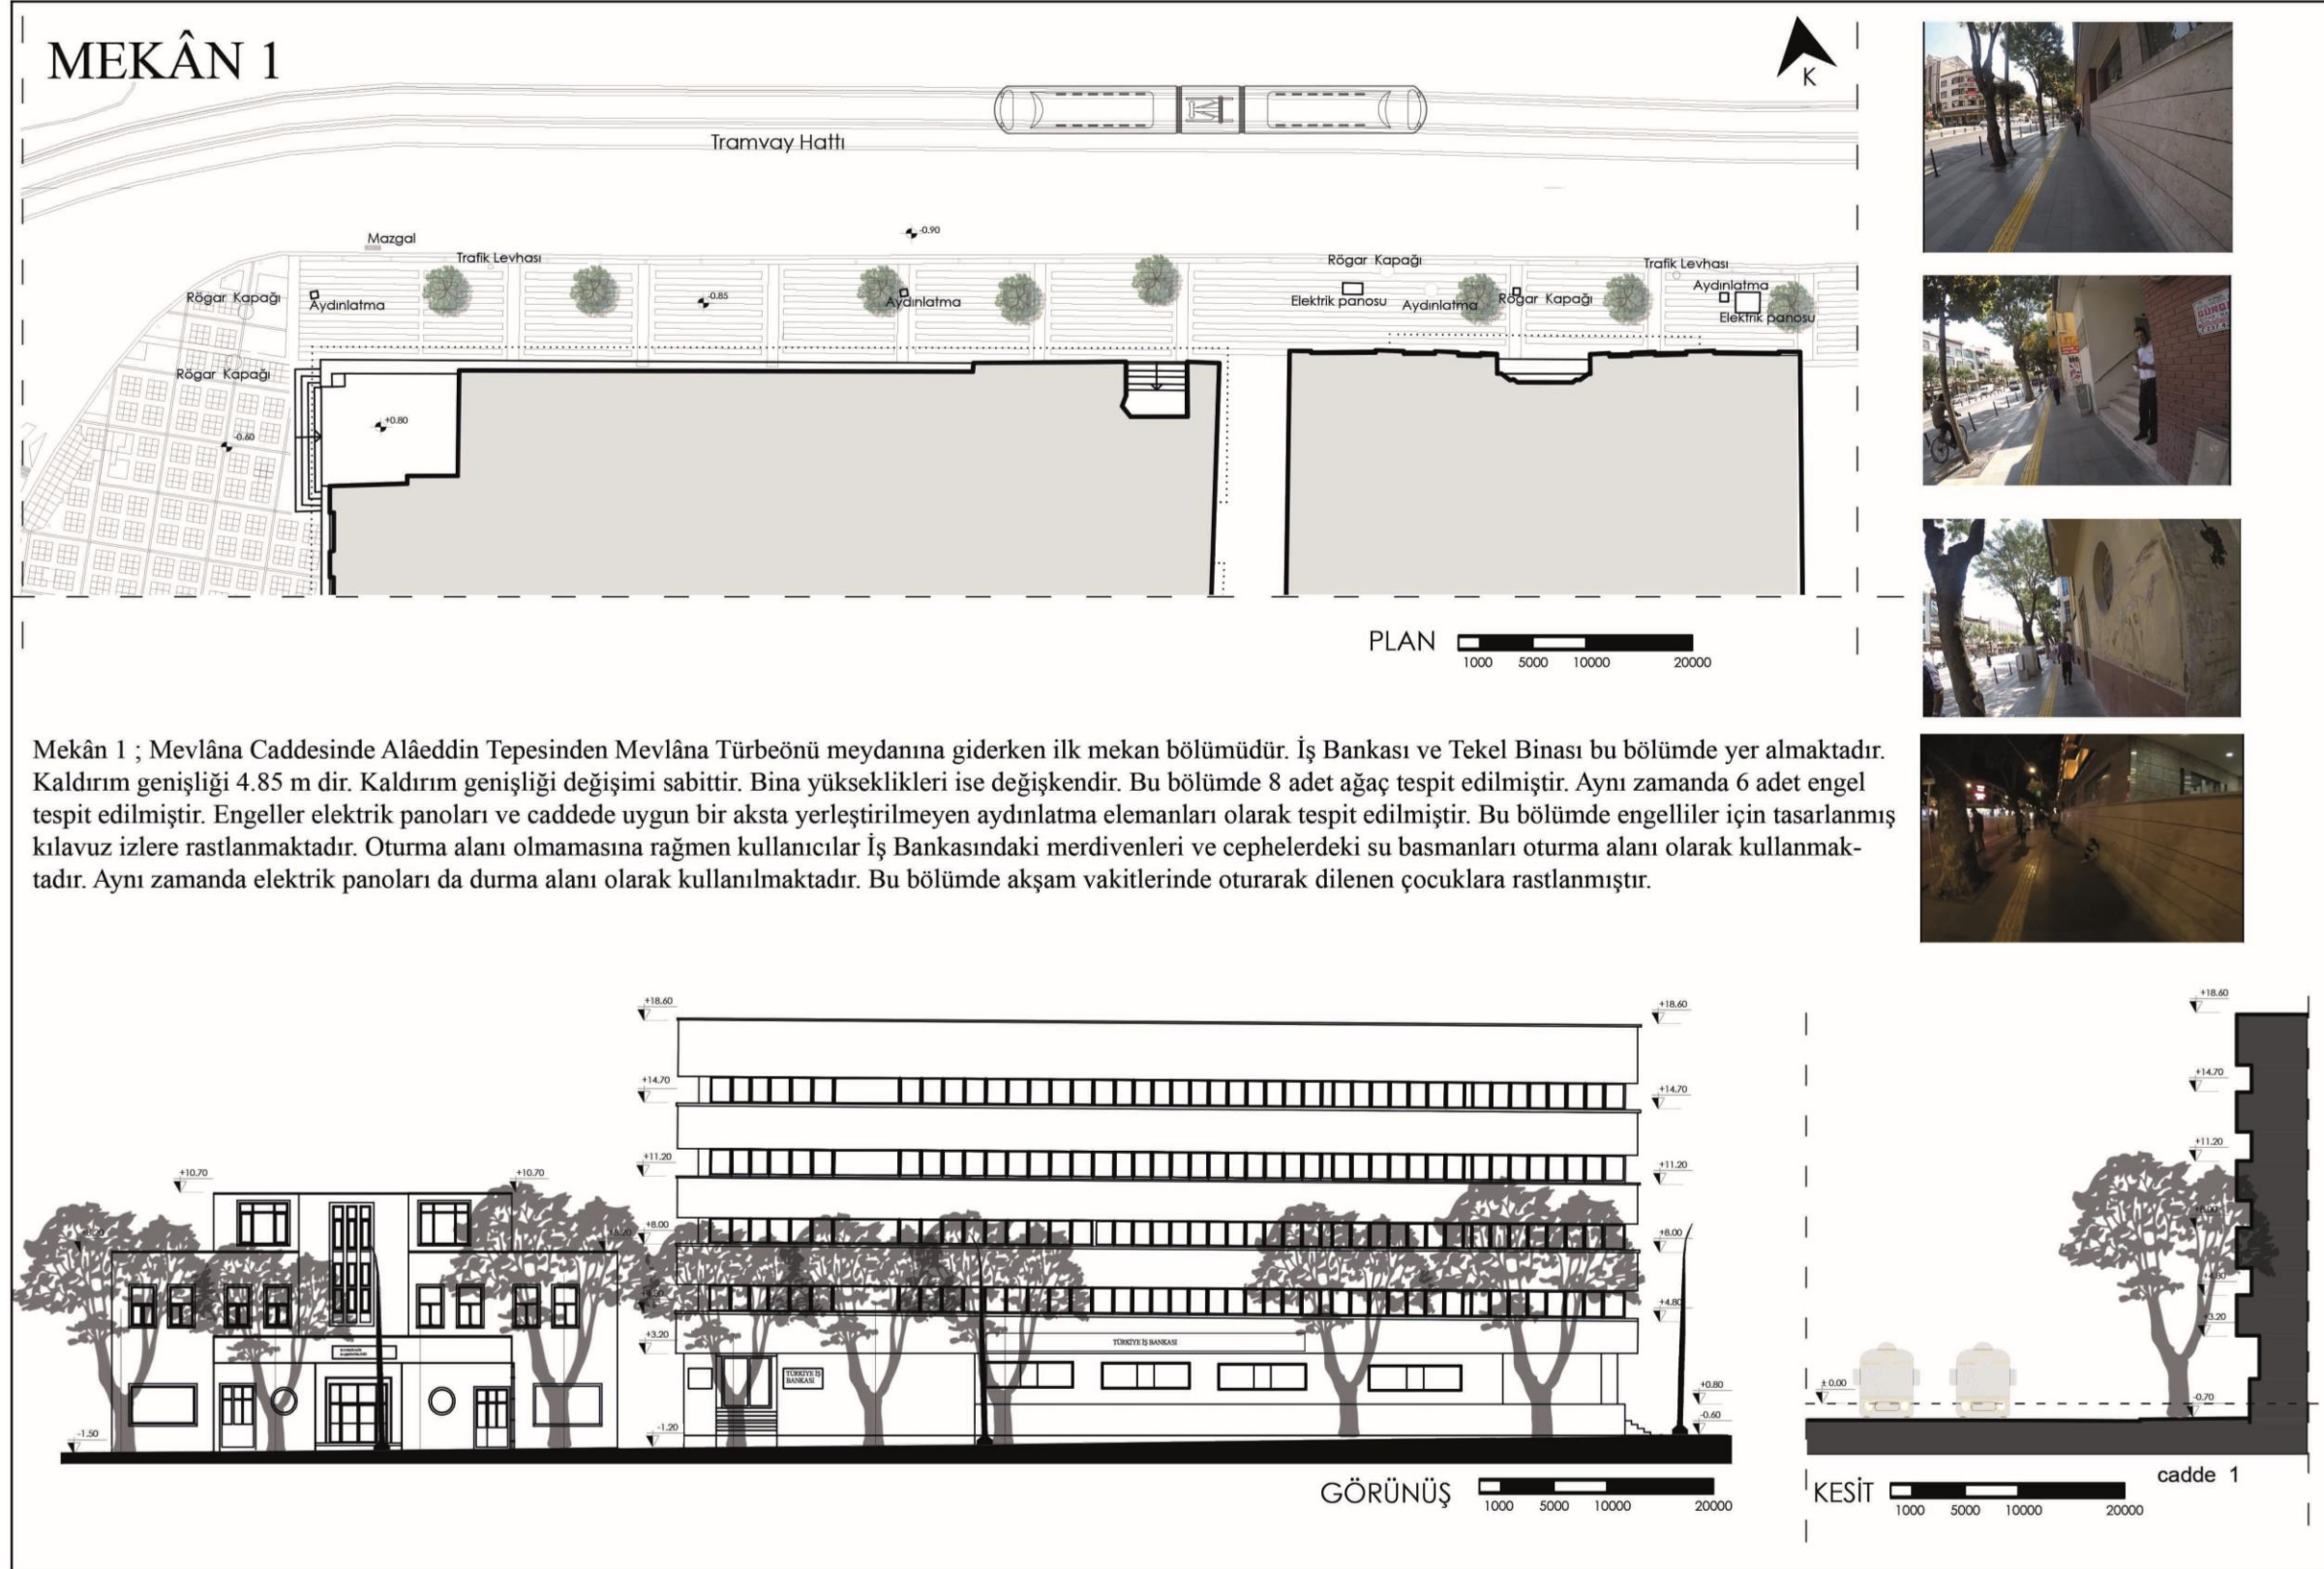 MEKÂN 1
K
Tramvay Hattı
-0.90
Mazgal
Trafik Levhası
Rögar Kapağı
Trafik Levhası
Rögar Kapağı
Aydınlatma
-0.85
Aydınlatma
Elektrik panosu
Aydınlatma
Rögar Kapağı
Aydınlatma
Elektrik panosu
Rögar Kapağı
+0.80
-0.60
PLAN
1000 5000 10000 20000
Mekân 1 ; Mevlâna Caddesinde Alâeddin Tepesinden Mevlâna Türbeönü meydanına giderken ilk mekan bölümüdür. İş Bankası ve Tekel Binası bu bölümde yer almaktadır.
Kaldırım genişliği 4.85 m dir. Kaldırım genişliği değişimi sabittir. Bina yükseklikleri ise değişkendir. Bu bölümde 8 adet ağaç tespit edilmiştir. Aynı zamanda 6 adet engel
tespit edilmiştir. Engeller elektrik panoları ve caddede uygun bir aksta yerleştirilmeyen aydınlatma elemanları olarak tespit edilmiştir. Bu bölümde engelliler için tasarlanmış
kılavuz izlere rastlanmaktadır. Oturma alanı olmamasına rağmen kullanıcılar İş Bankasındaki merdivenleri ve cephelerdeki su basmanları oturma alanı olarak kullanmak-
tadır. Aynı zamanda elektrik panoları da durma alanı olarak kullanılmaktadır. Bu bölümde akşam vakitlerinde oturarak dilenen çocuklara rastlanmıştır.
+18.60
+18.60
+18.60
+14.70
+14.70
+14.70
+11.20
+11.20
+11.20
+10.70
+10.70
+8.00
+8.00
+4.80
+4.80
+3.20
+3.20
TÜRKİYE İŞ BANKASI
TÜRKİYE İŞ
BANKASI
+0.80
-0.60
± 0.00
-0.70
-1.50
-1.20
GÖRÜNÜŞ
1000 5000 10000 20000
KESİT
1000 5000 10000 20000
cadde 1